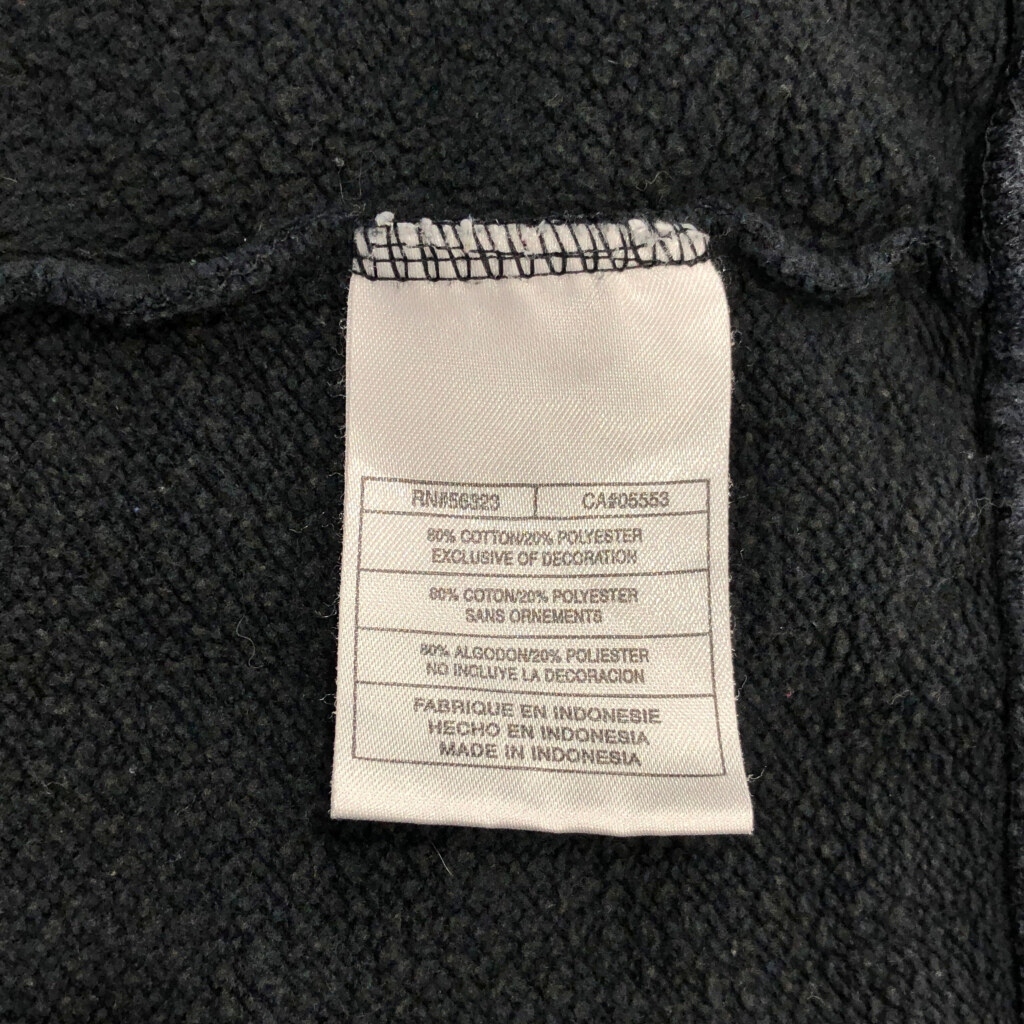 RN#56323 CA#05553
80% COTTON/20% POLYESTER
EXCLUSIVE OF DECORATION
80% COTON/20% POLYESTER
SANS ORNEMENTS
80% ALGODON/20% POLIESTER
NO INCLUYE LA DECORACION
FABRIQUE EN INDONESIE
HECHO EN INDONESIA
MADE IN INDONESIA